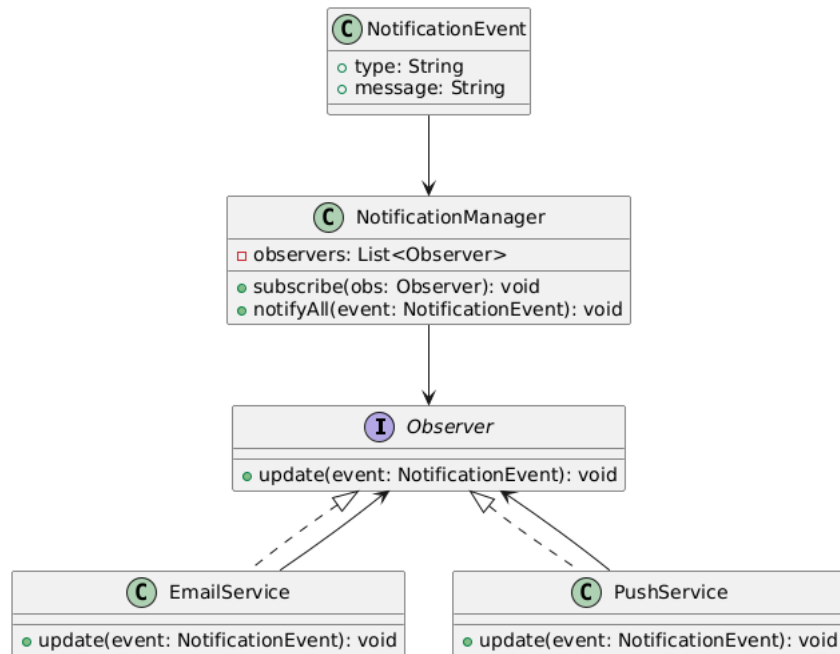 C NotificationEvent
type: String
message: String
C NotificationManager
observers: List<Observer>
subscribe(obs: Observer): void
notifyAll(event: NotificationEvent): void
I Observer
update(event: NotificationEvent): void
C EmailService
update(event: NotificationEvent): void
C PushService
update(event: NotificationEvent): void